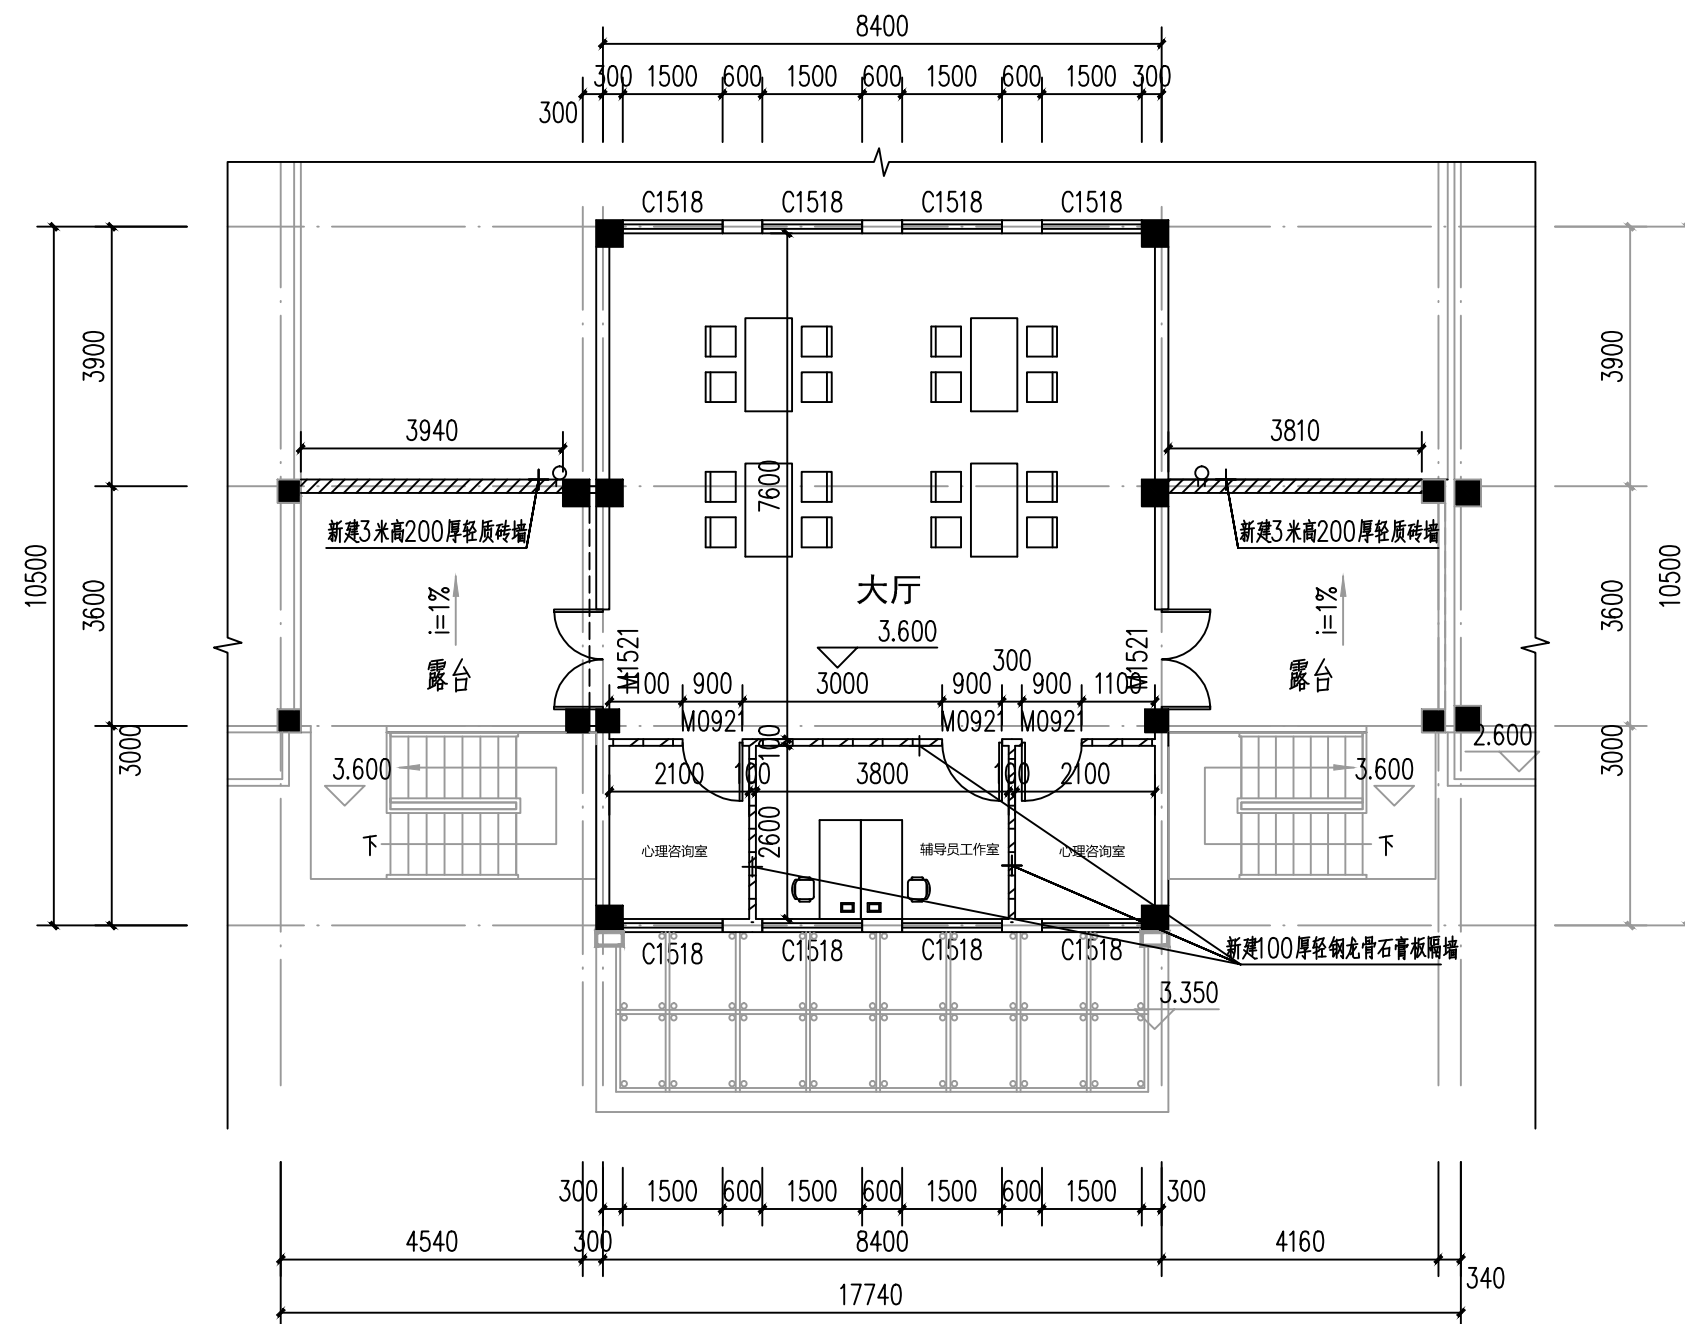 8400
300 1500 600 1500 600 1500 600 1500 300
300
C1518 C1518 C1518 C1518
3900 3900
3940 3810
7600
新建3米高200厚轻质砖墙 新建3米高200厚轻质砖墙
10500 3600 3600 10500
i=1% i=1%
大厅
3.600
M1521 M1521
露台 露台
300
1100 900 3000 900 900 1100
M0921 M0921 M0921
3000 100 2.600 3000
3.600 2100 100 3800 100 2100 3.600
2600
下 心理咨询室 辅导员工作室 心理咨询室 下
C1518 C1518 C1518 C1518
新建100厚轻钢龙骨石膏板隔墙
3.350
300 1500 600 1500 600 1500 600 1500 300
4540 300 8400 4160
340
17740